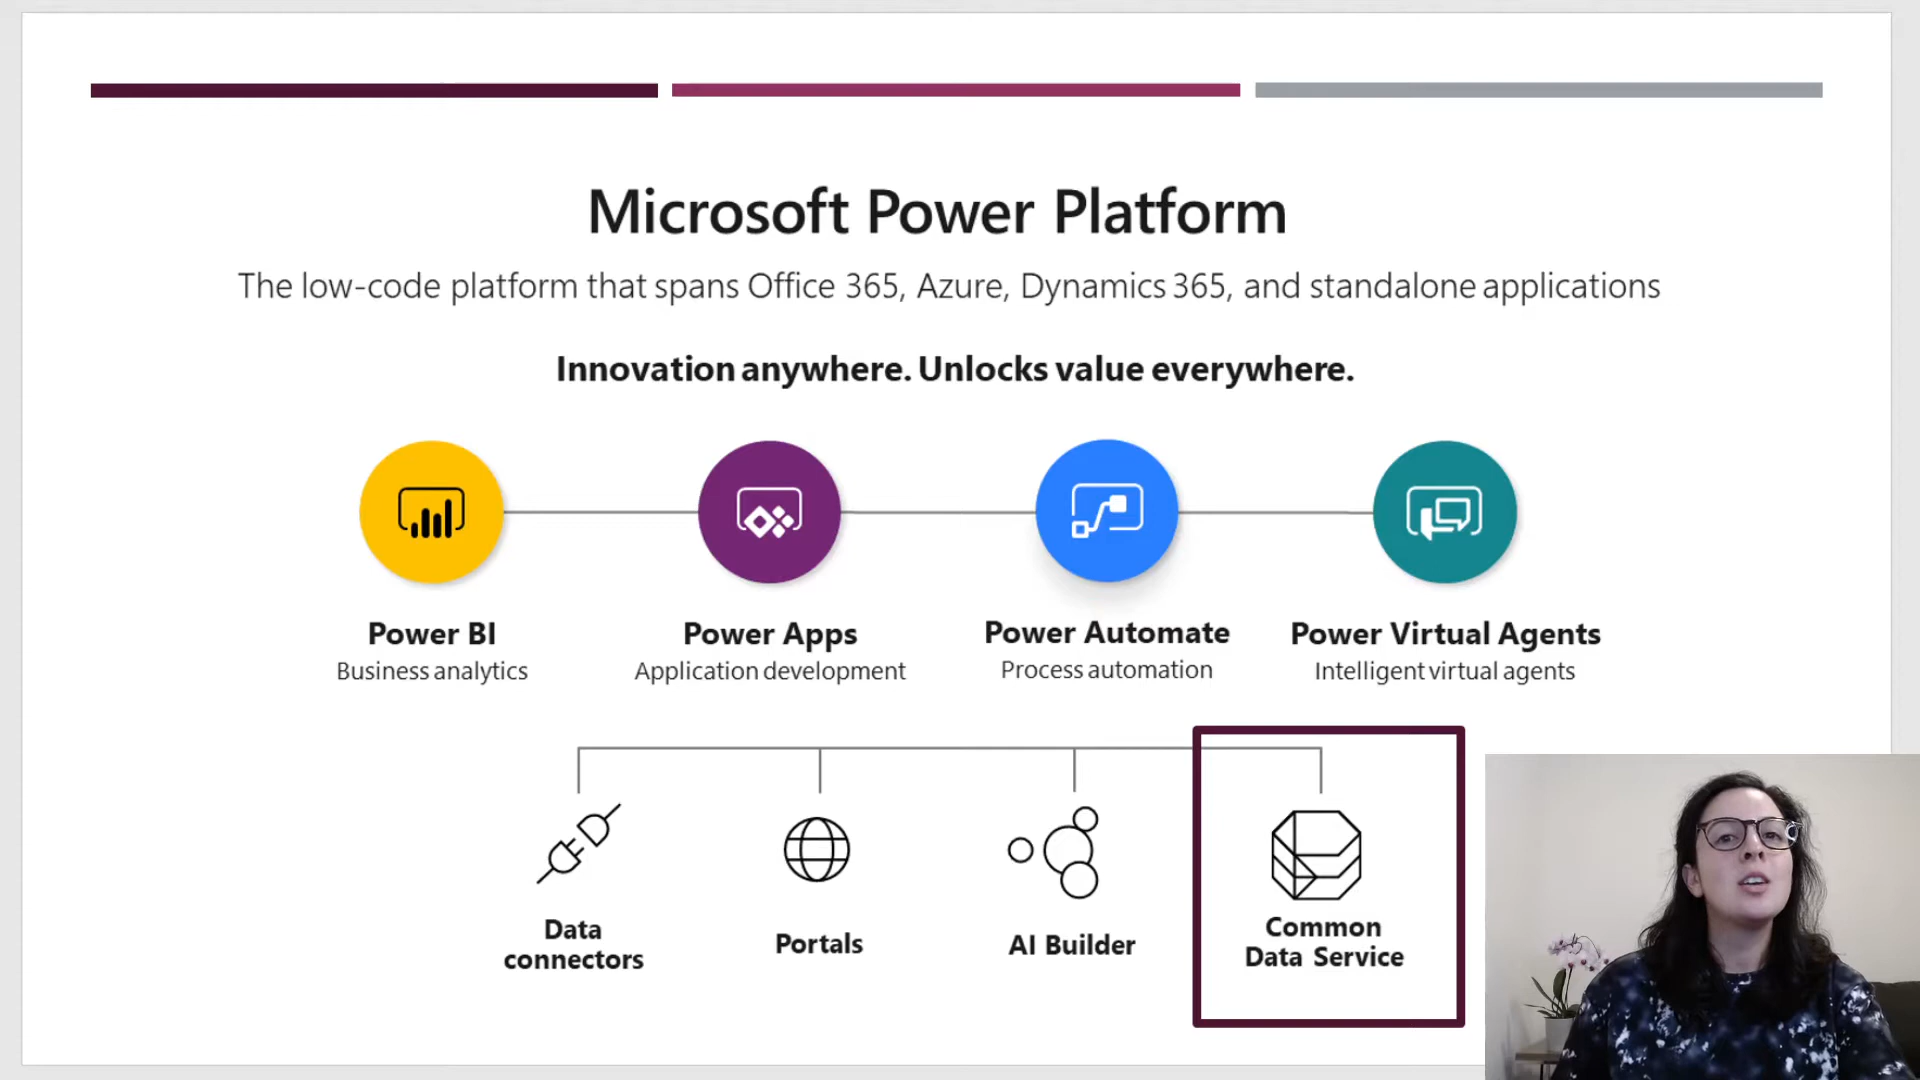 Microsoft Power Platform
The low-code platform that spans Office 365, Azure, Dynamics 365, and standalone applications
Innovation anywhere. Unlocks value everywhere.
Power BI
Business analytics
Power Apps
Application development
Power Automate
Process automation
Power Virtual Agents
Intelligent virtual agents
Data
connectors
Portals
AI Builder
Common
Data Service